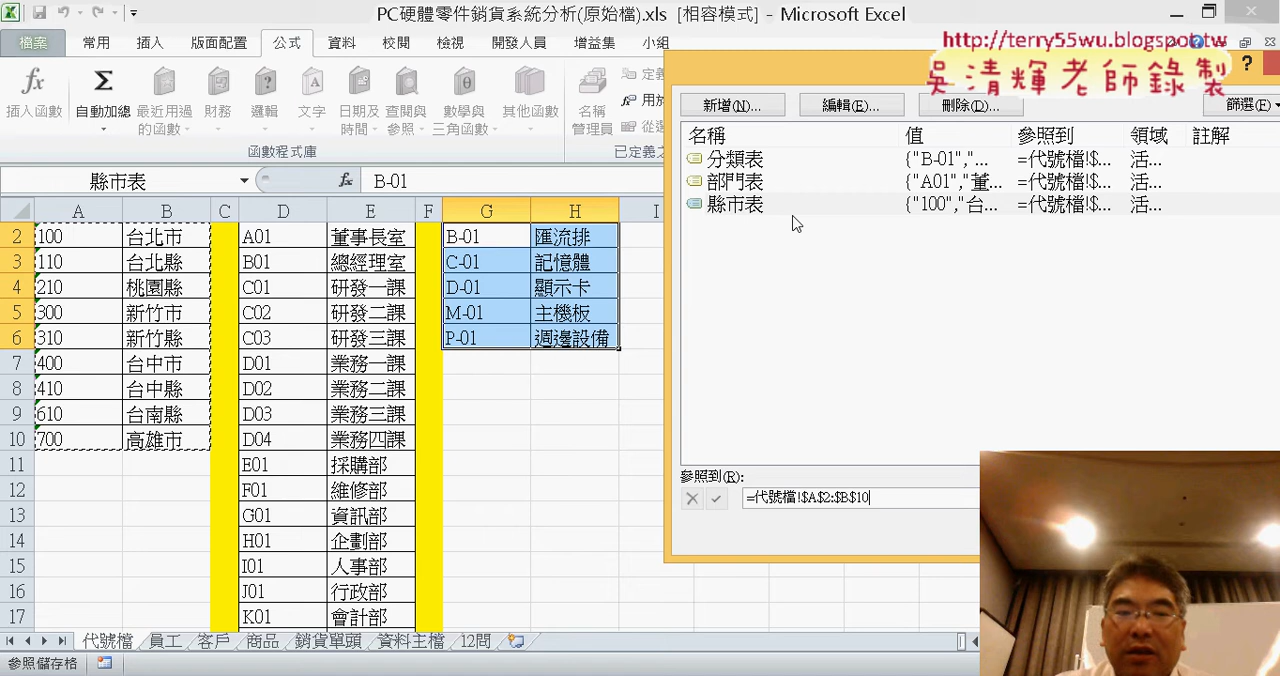 PC硬體零件銷貨系統分析(原始檔).xls [相容模式] - Microsoft Excel
檔案 常用 插入 版面配置 公式 資料 校閱 檢視 開發人員 增益集 小組
http://terry55wu.blogspot.tw
吳清輝老師錄製
插入函數 自動加總 最近用過的函數 財務 邏輯 文字 日期及時間 查閱與參照 數學與三角函數 其他函數 名稱管理員
函數程式庫 已定義之
新增(N)... 編輯(E)... 刪除(D)... 篩選(F)
名稱 值 參照到 領域 註解
分類表 {"B-01","... =代號檔!$... 活...
部門表 {"A01","董... =代號檔!$... 活...
縣市表 {"100","台... =代號檔!$... 活...
參照到(R):
=代號檔!$A$2:$B$10
縣市表 fx B-01
A B C D E F G H I
2 100 台北市 A01 董事長室 B-01 匯流排
3 110 台北縣 B01 總經理室 C-01 記憶體
4 210 桃園縣 C01 研發一課 D-01 顯示卡
5 300 新竹市 C02 研發二課 M-01 主機板
6 310 新竹縣 C03 研發三課 P-01 週邊設備
7 400 台中市 D01 業務一課
8 410 台中縣 D02 業務二課
9 610 台南縣 D03 業務三課
10 700 高雄市 D04 業務四課
11 E01 採購部
12 F01 維修部
13 G01 資訊部
14 H01 企劃部
15 I01 人事部
16 J01 行政部
17 K01 會計部
代號檔 員工 客戶 商品 銷貨單頭 資料主檔 12問
參照儲存格